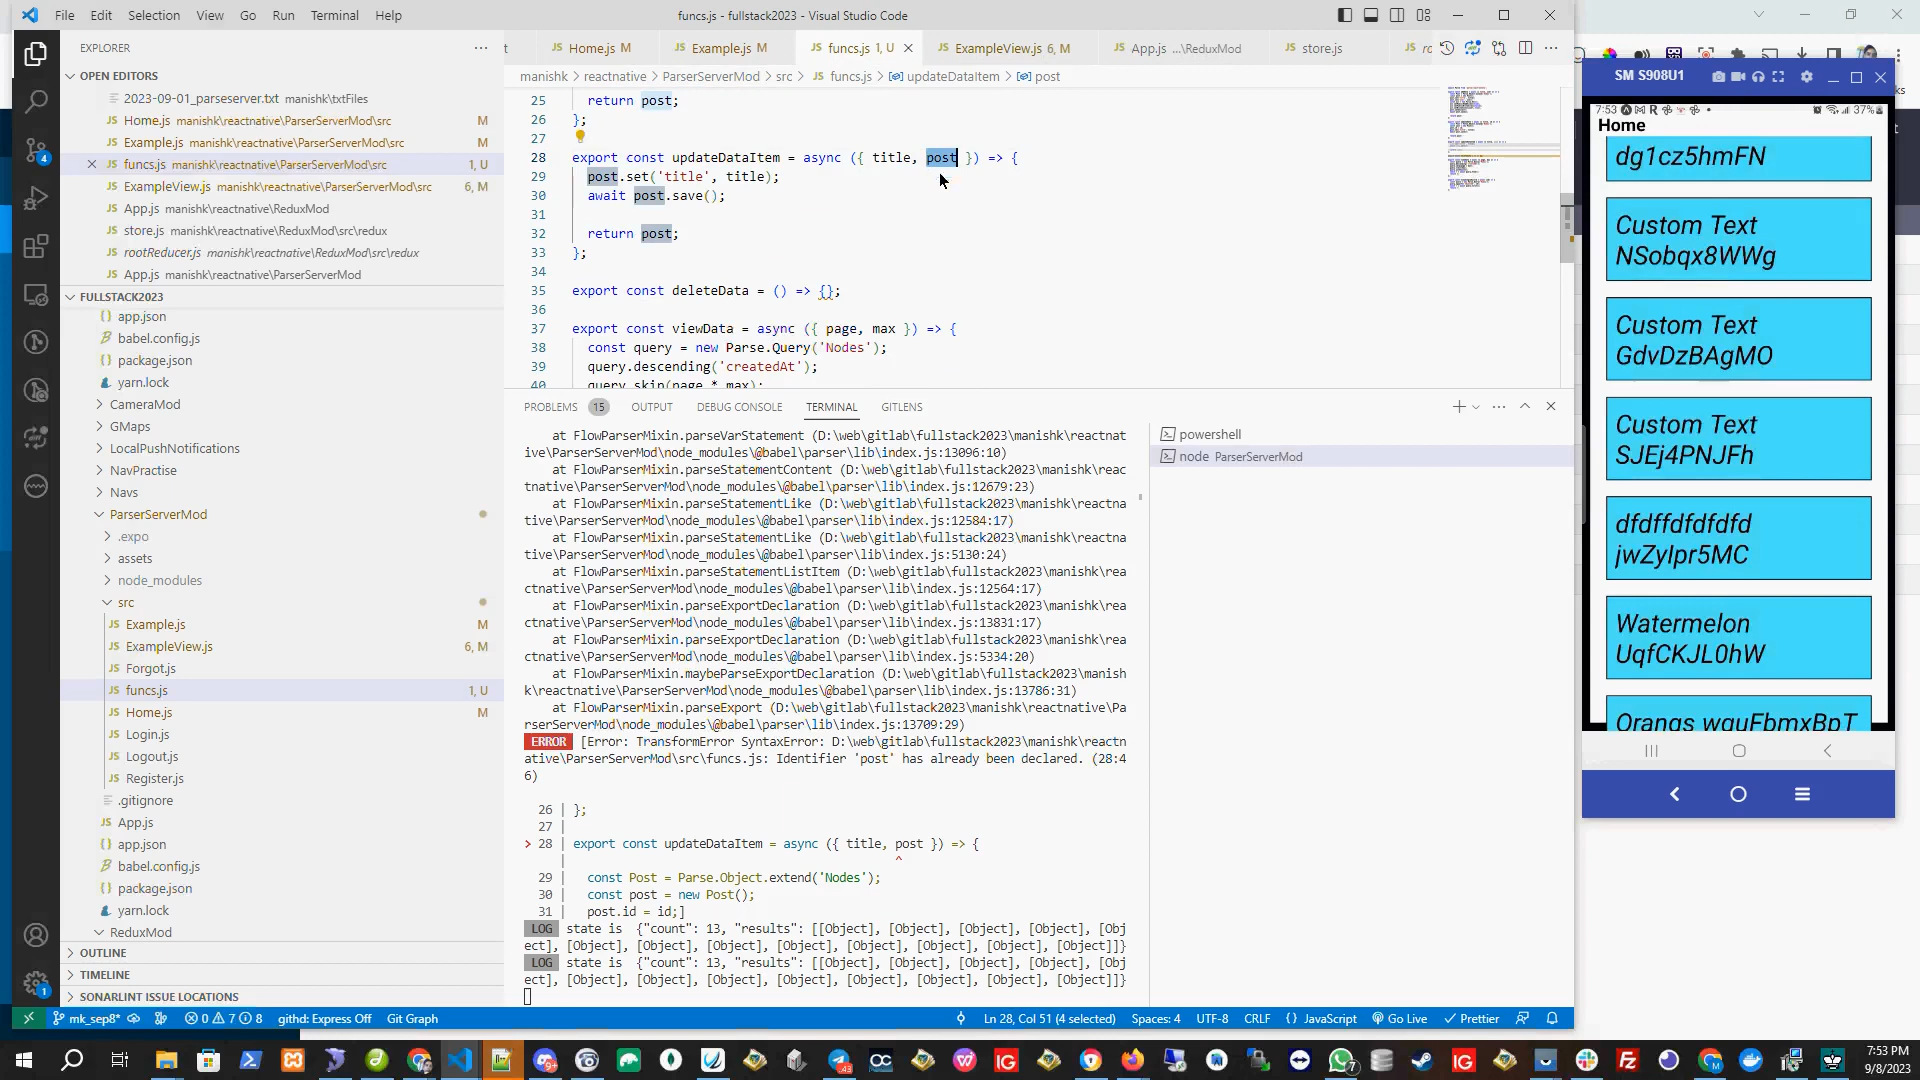 File Edit Selection View Go Run Terminal Help
funcs.js - fullstack2023 - Visual Studio Code
EXPLORER
OPEN EDITORS
2023-09-01_parseserver.txt manishk\txtFiles
Home.js manishk\reactnative\ParserServerMod\src M
Example.js manishk\reactnative\ParserServerMod\src M
funcs.js manishk\reactnative\ParserServerMod\src 1, U
ExampleView.js manishk\reactnative\ParserServerMod\src 6, M
App.js manishk\reactnative\ReduxMod
store.js manishk\reactnative\ReduxMod\src\redux
rootReducer.js manishk\reactnative\ReduxMod\src\redux
App.js manishk\reactnative\ParserServerMod
FULLSTACK2023
app.json
babel.config.js
package.json
yarn.lock
CameraMod
GMaps
LocalPushNotifications
NavPractise
Navs
ParserServerMod
.expo
assets
node_modules
src
Example.js M
ExampleView.js 6, M
Forgot.js
funcs.js 1, U
Home.js M
Login.js
Logout.js
Register.js
.gitignore
App.js
app.json
babel.config.js
package.json
yarn.lock
ReduxMod
OUTLINE
TIMELINE
SONARLINT ISSUE LOCATIONS
Home.js M Example.js M funcs.js 1, U ExampleView.js 6, M App.js ...\ReduxMod store.js
manishk reactnative ParserServerMod src funcs.js updateDataItem post
25 return post;
26 };
27
28 export const updateDataItem = async ({ title, post }) => {
29 post.set('title', title);
30 await post.save();
31
32 return post;
33 };
34
35 export const deleteData = () => {};
36
37 export const viewData = async ({ page, max }) => {
38 const query = new Parse.Query('Nodes');
39 query.descending('createdAt');
40 query.skip(page * max);
PROBLEMS 15 OUTPUT DEBUG CONSOLE TERMINAL GITLENS
at FlowParserMixin.parseVarStatement (D:\web\gitlab\fullstack2023\manishk\reactnat
ive\ParserServerMod\node_modules\@babel\parser\lib\index.js:13096:10)
at FlowParserMixin.parseStatementContent (D:\web\gitlab\fullstack2023\manishk\reac
tnative\ParserServerMod\node_modules\@babel\parser\lib\index.js:12679:23)
at FlowParserMixin.parseStatementLike (D:\web\gitlab\fullstack2023\manishk\reactna
tive\ParserServerMod\node_modules\@babel\parser\lib\index.js:12584:17)
at FlowParserMixin.parseStatementLike (D:\web\gitlab\fullstack2023\manishk\reactna
tive\ParserServerMod\node_modules\@babel\parser\lib\index.js:5130:24)
at FlowParserMixin.parseStatementListItem (D:\web\gitlab\fullstack2023\manishk\rea
ctnative\ParserServerMod\node_modules\@babel\parser\lib\index.js:12564:17)
at FlowParserMixin.parseExportDeclaration (D:\web\gitlab\fullstack2023\manishk\rea
ctnative\ParserServerMod\node_modules\@babel\parser\lib\index.js:13831:17)
at FlowParserMixin.parseExportDeclaration (D:\web\gitlab\fullstack2023\manishk\rea
ctnative\ParserServerMod\node_modules\@babel\parser\lib\index.js:5334:20)
at FlowParserMixin.maybeParseExportDeclaration (D:\web\gitlab\fullstack2023\manish
k\reactnative\ParserServerMod\node_modules\@babel\parser\lib\index.js:13786:31)
at FlowParserMixin.parseExport (D:\web\gitlab\fullstack2023\manishk\reactnative\Pa
rserServerMod\node_modules\@babel\parser\lib\index.js:13709:29)
ERROR [Error: TransformError SyntaxError: D:\web\gitlab\fullstack2023\manishk\reactn
ative\ParserServerMod\src\funcs.js: Identifier 'post' has already been declared. (28:4
6)
26 | };
27 |
> 28 | export const updateDataItem = async ({ title, post }) => {
| ^
29 | const Post = Parse.Object.extend('Nodes');
30 | const post = new Post();
31 | post.id = id;]
LOG state is {"count": 13, "results": [[Object], [Object], [Object], [Object], [Obj
ect], [Object], [Object], [Object], [Object], [Object], [Object], [Object], [Object]]}
LOG state is {"count": 13, "results": [[Object], [Object], [Object], [Object], [Obj
ect], [Object], [Object], [Object], [Object], [Object], [Object], [Object], [Object]]}
powershell
node ParserServerMod
SM S908U1
7:53 37%
Home
dg1cz5hmFN
Custom Text
NSobqx8WWg
Custom Text
GdvDzBAgMO
Custom Text
SJEj4PNJFh
dfdffdfdfdfd
jwZyIpr5MC
Watermelon
UqfCKJL0hW
Orangs wguFbmxBpT
mk_sep8* 0 7 8 githd: Express Off Git Graph
Ln 28, Col 51 (4 selected) Spaces: 4 UTF-8 CRLF {} JavaScript Go Live Prettier
7:53 PM
9/8/2023